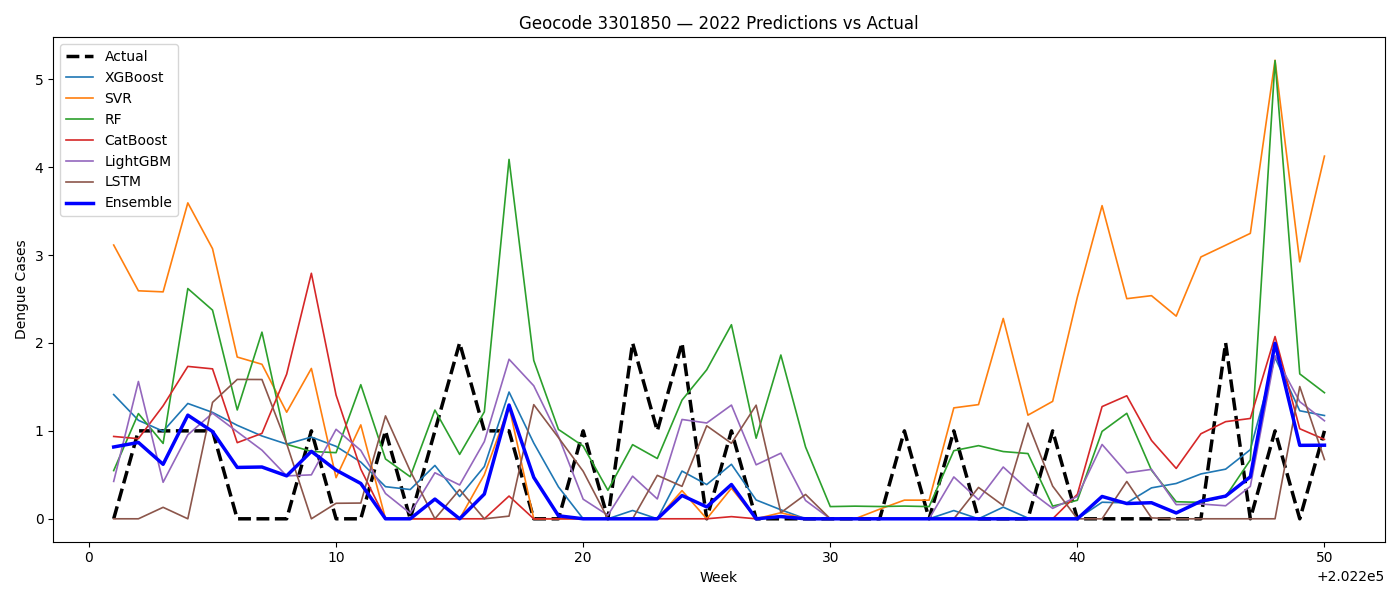 Geocode 3301850 — 2022 Predictions vs Actual
Actual
XGBoost
SVR
RF
CatBoost
LightGBM
LSTM
Ensemble
Dengue Cases
5
4
3
2
1
0
0 10 20 30 40 50
Week
+2.022e5